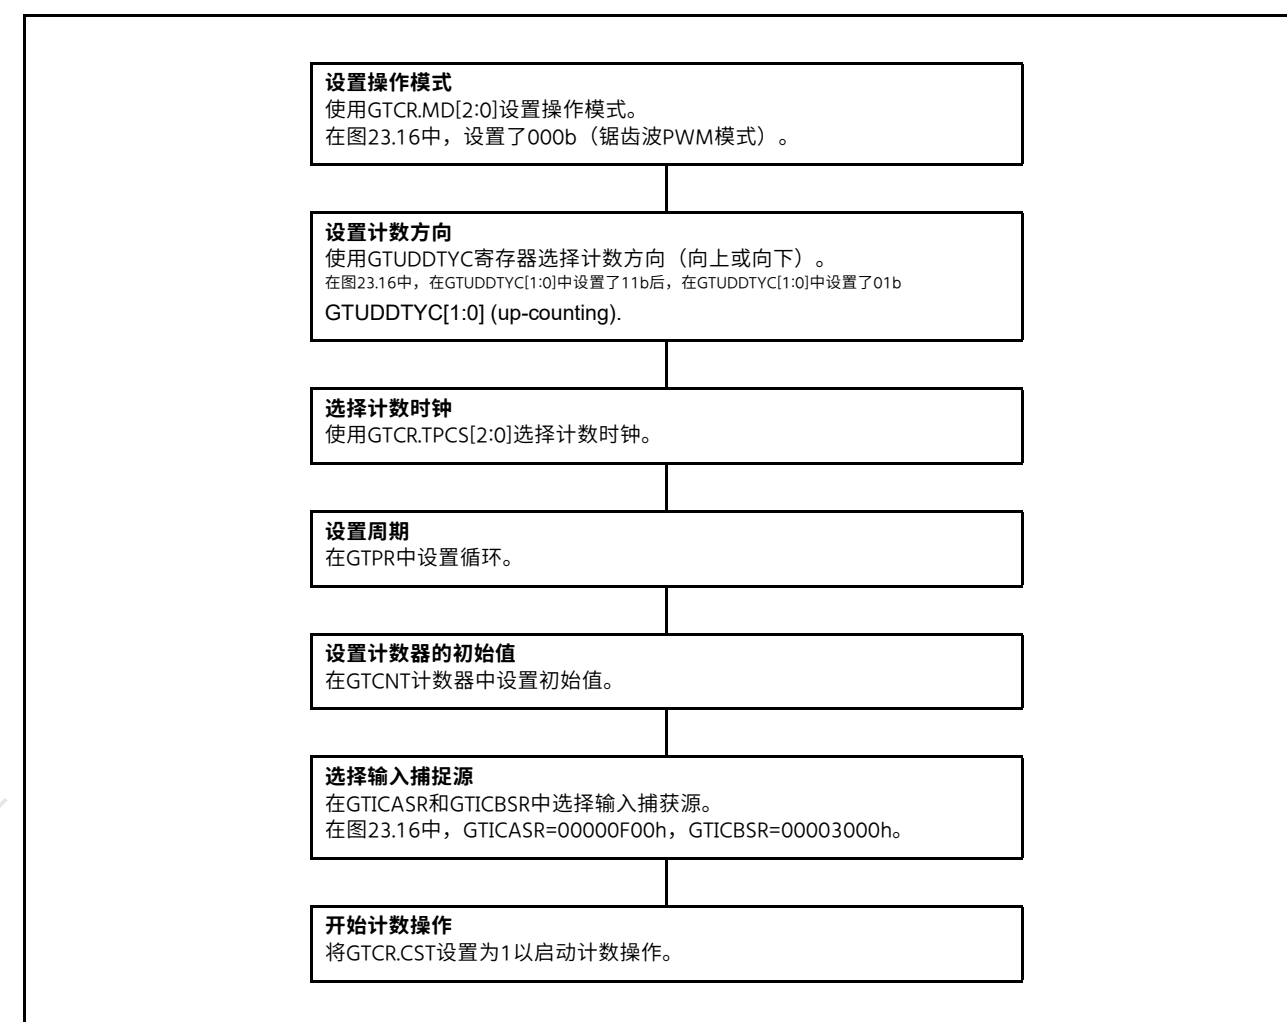 设置操作模式
使用GTCR.MD[2:0]设置操作模式。
在图23.16中，设置了000b（锯齿波PWM模式）。
设置计数方向
使用GTUDDTYC寄存器选择计数方向（向上或向下）。
在图23.16中，在GTUDDTYC[1:0]中设置了11b后，在GTUDDTYC[1:0]中设置了01b
GTUDDTYC[1:0] (up-counting).
选择计数时钟
使用GTCR.TPCS[2:0]选择计数时钟。
设置周期
在GTPR中设置循环。
设置计数器的初始值
在GTCNT计数器中设置初始值。
选择输入捕捉源
在GTICASR和GTICBSR中选择输入捕获源。
在图23.16中，GTICASR=00000F00h，GTICBSR=00003000h。
开始计数操作
将GTCR.CST设置为1以启动计数操作。